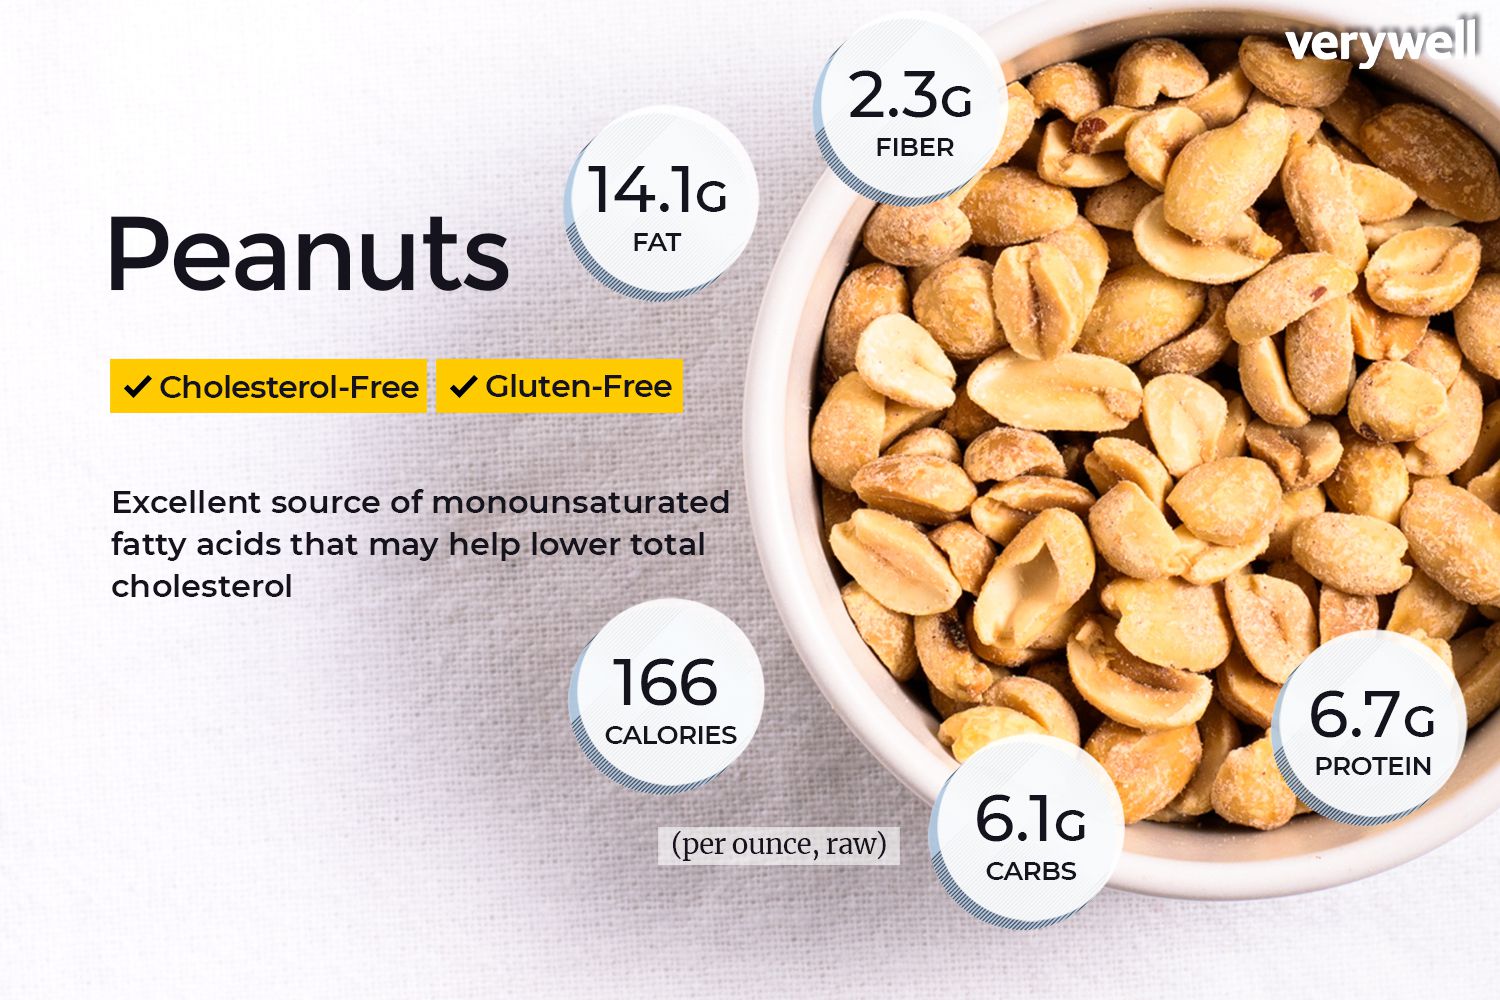 verywell
2.3G
FIBER
14.1G
FAT
Peanuts
✓ Cholesterol-Free ✓ Gluten-Free
Excellent source of monounsaturated
fatty acids that may help lower total
cholesterol
166
CALORIES
6.7G
PROTEIN
6.1G
CARBS
(per ounce, raw)